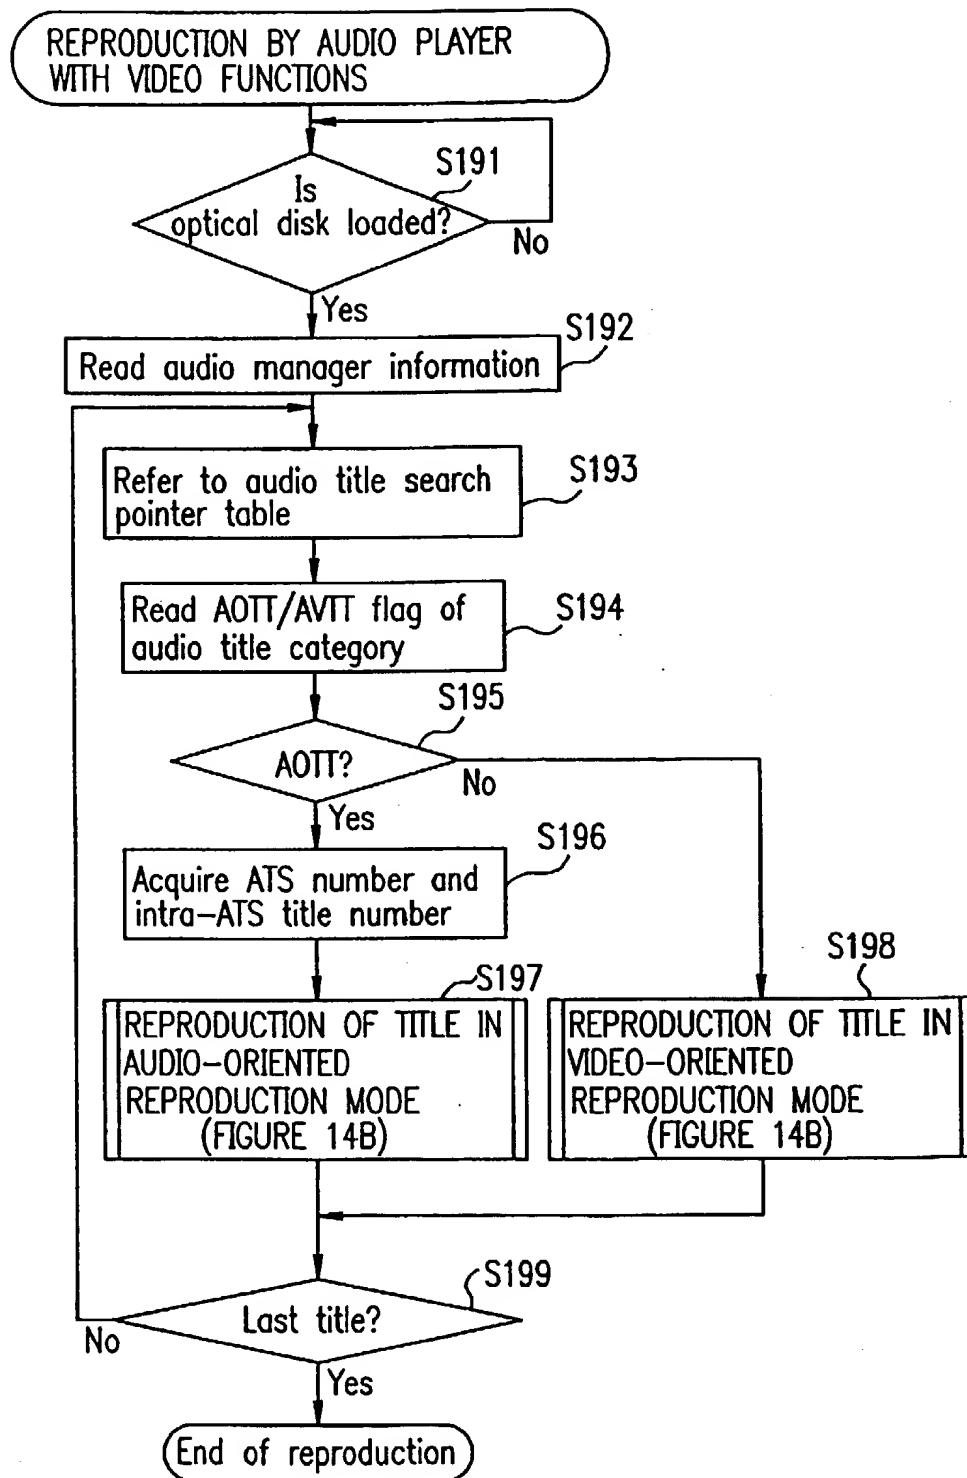 REPRODUCTION BY AUDIO PLAYER
WITH VIDEO FUNCTIONS
S191
Is
optical disk loaded?
No
Yes
S192
Read audio manager information
S193
Refer to audio title search
pointer table
S194
Read AOTT/AVTT flag of
audio title category
S195
AOTT?
No
Yes
S196
Acquire ATS number and
intra-ATS title number
S197
REPRODUCTION OF TITLE IN
AUDIO-ORIENTED
REPRODUCTION MODE
(FIGURE 14B)
S198
REPRODUCTION OF TITLE IN
VIDEO-ORIENTED
REPRODUCTION MODE
(FIGURE 14B)
S199
Last title?
No
Yes
End of reproduction